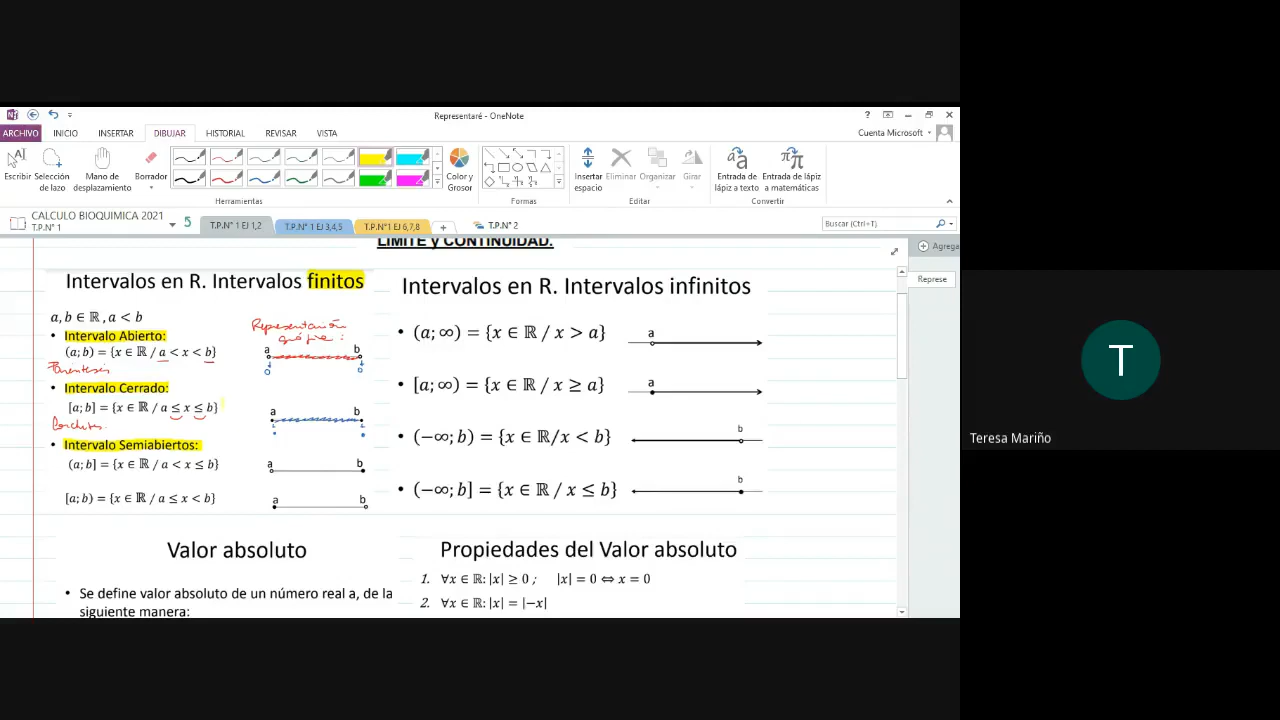 Representaré - OneNote
ARCHIVO INICIO INSERTAR DIBUJAR HISTORIAL REVISAR VISTA
Cuenta Microsoft
Escribir
Selección de lazo
Mano de desplazamiento
Borrador
Color y Grosor
Insertar espacio
Eliminar
Organizar
Girar
Entrada de lápiz a texto
Entrada de lápiz a matemáticas
Herramientas
Formas
Editar
Convertir
CALCULO BIOQUIMICA 2021
T.P.N° 1
T.P.N°1 EJ 1,2
T.P.N°1 EJ 3,4,5
T.P.N°1 EJ 6,7,8
T.P.N° 2
Buscar (Ctrl+T)
Agrega
Represe
LIMITE y CONTINUIDAD.
Intervalos en R. Intervalos finitos
a, b ∈ ℝ , a < b
Representación
gráfica :
• Intervalo Abierto:
(a; b) = {x ∈ ℝ / a < x < b}
a b
Parentesis
• Intervalo Cerrado:
[a; b] = {x ∈ ℝ / a ≤ x ≤ b}
a b
• Intervalo Semiabiertos:
(a; b] = {x ∈ ℝ / a < x ≤ b}
a b
[a; b) = {x ∈ ℝ / a ≤ x < b}
a b
Intervalos en R. Intervalos infinitos
• (a; ∞) = {x ∈ ℝ / x > a}
a
• [a; ∞) = {x ∈ ℝ / x ≥ a}
a
• (−∞; b) = {x ∈ ℝ/x < b}
b
• (−∞; b] = {x ∈ ℝ / x ≤ b}
b
Valor absoluto
• Se define valor absoluto de un número real a, de la
siguiente manera:
Propiedades del Valor absoluto
1. ∀x ∈ ℝ: |x| ≥ 0 ; |x| = 0 ⇔ x = 0
2. ∀x ∈ ℝ: |x| = |−x|
T
Teresa Mariño